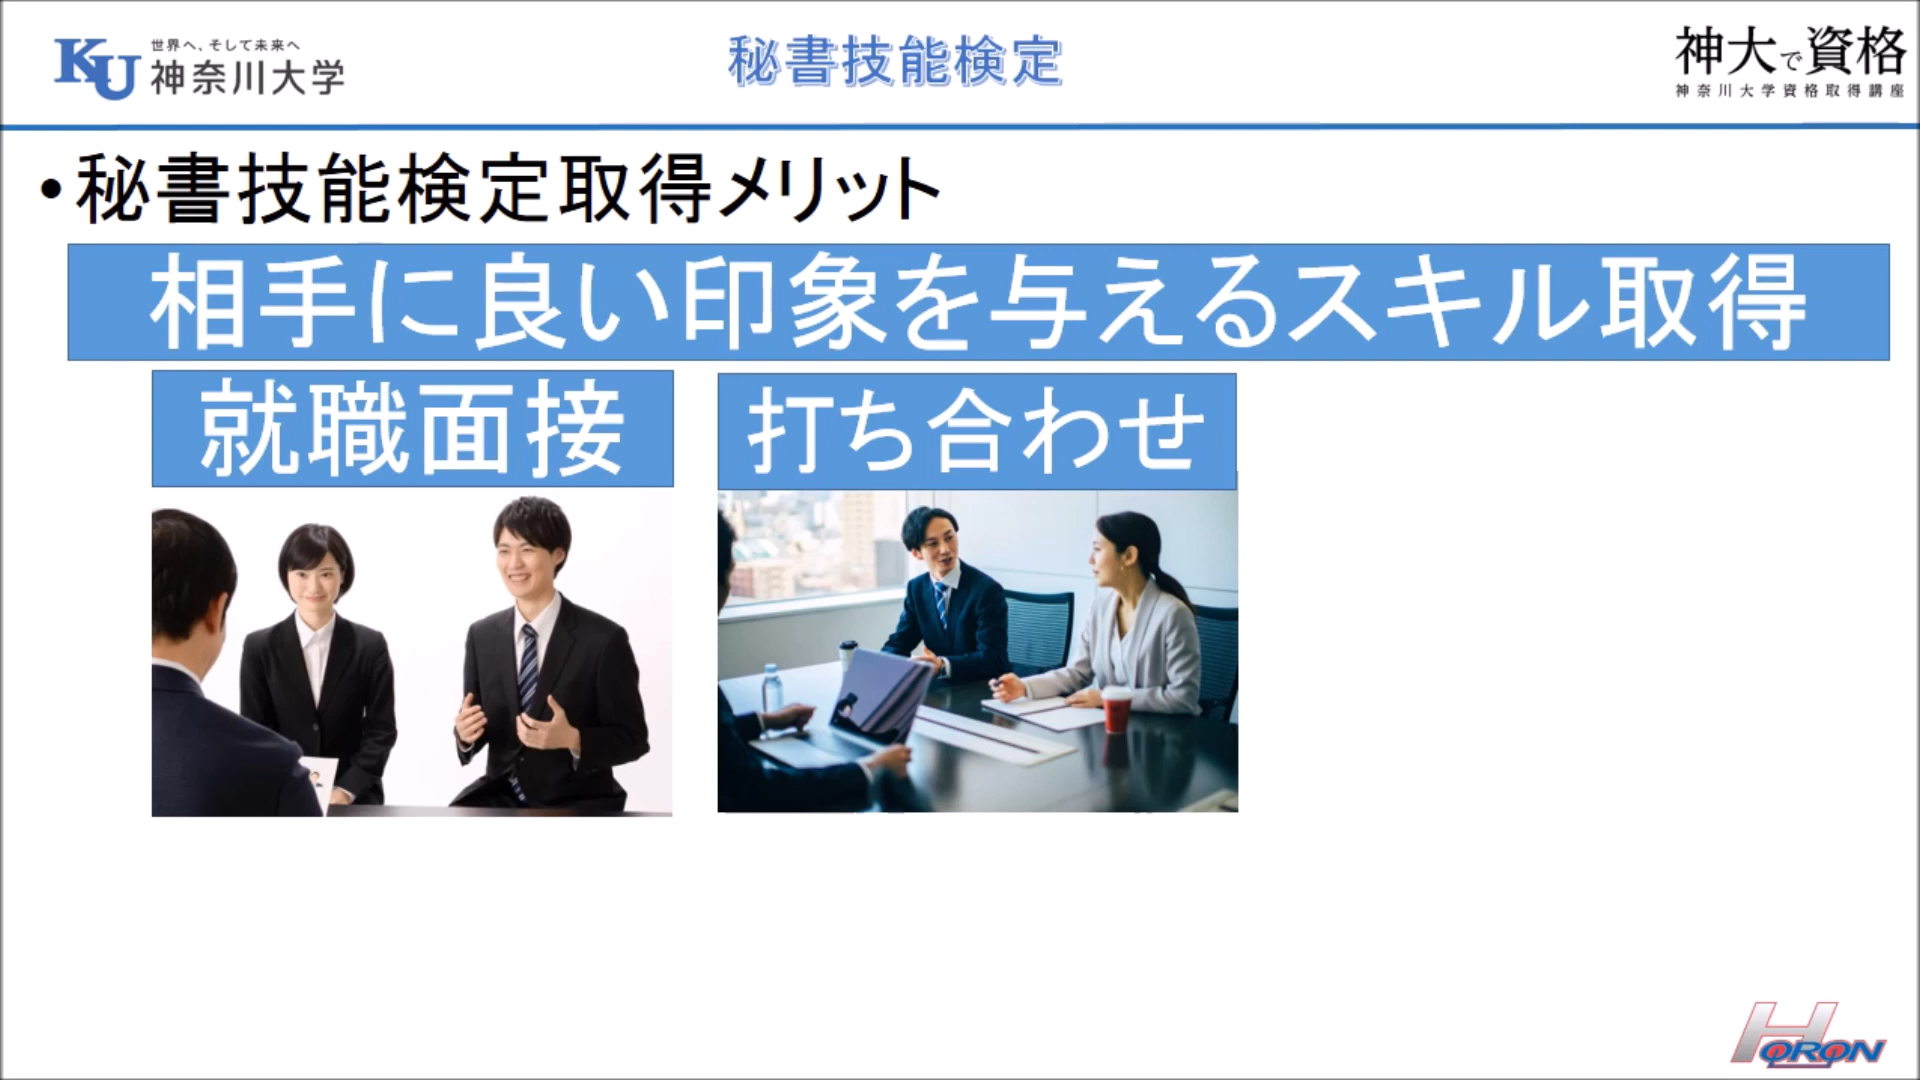 KU 世界へ、そして未来へ
神奈川大学
秘書技能検定
神大で資格
神奈川大学資格取得講座
•秘書技能検定取得メリット
相手に良い印象を与えるスキル取得
就職面接
打ち合わせ
HORON